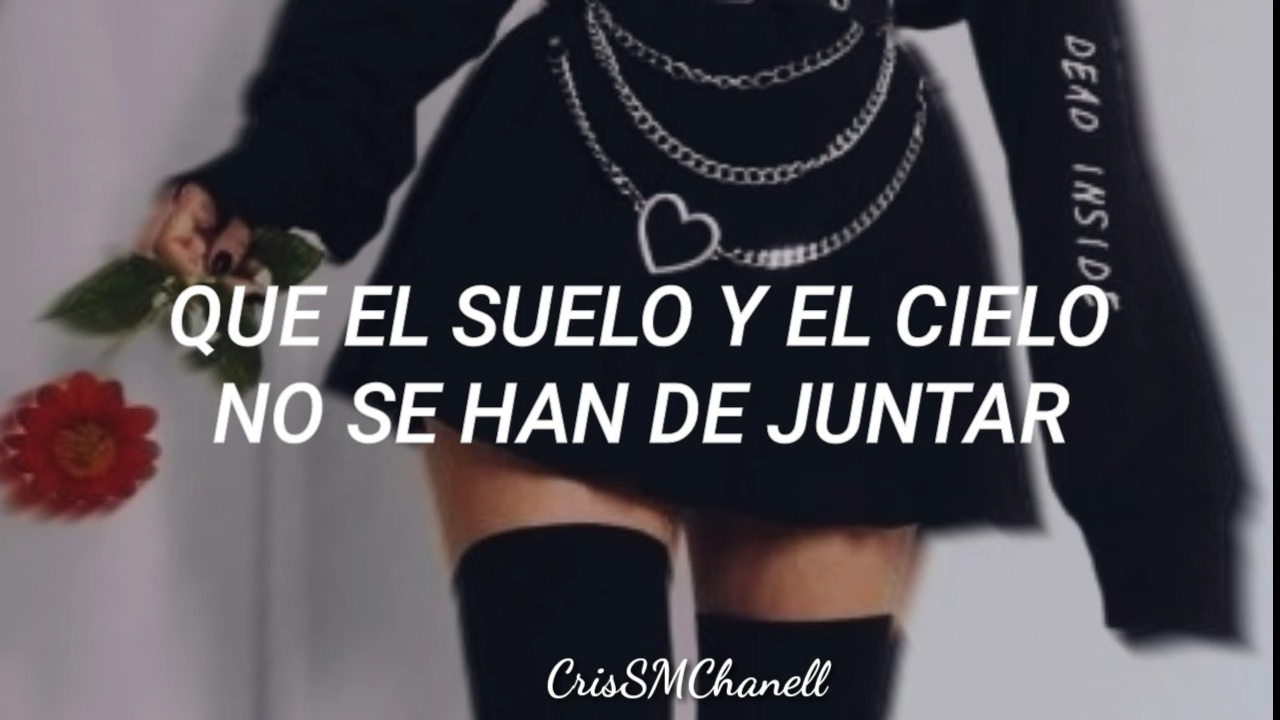 DEAD INSIDE
QUE EL SUELO Y EL CIELO
NO SE HAN DE JUNTAR
CrisSMChanell